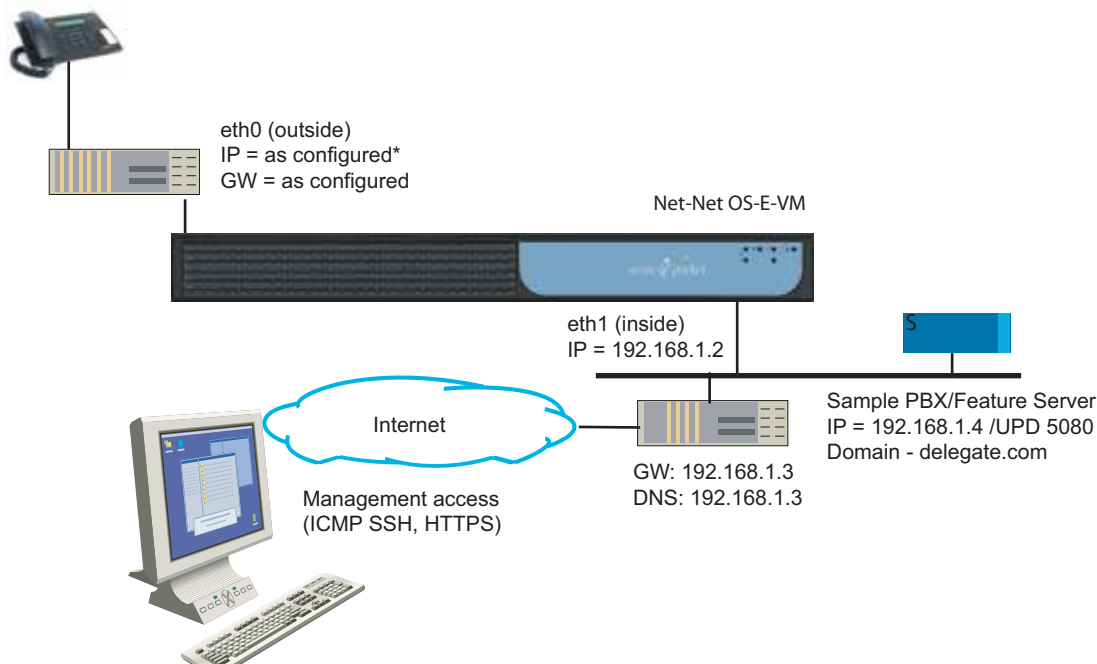 eth0 (outside)
IP = as configured*
GW = as configured
Net-Net OS-E-VM
eth1 (inside)
IP = 192.168.1.2
S
Internet
Sample PBX/Feature Server
IP = 192.168.1.4 /UPD 5080
Domain - delegate.com
GW: 192.168.1.3
DNS: 192.168.1.3
Management access
(ICMP SSH, HTTPS)